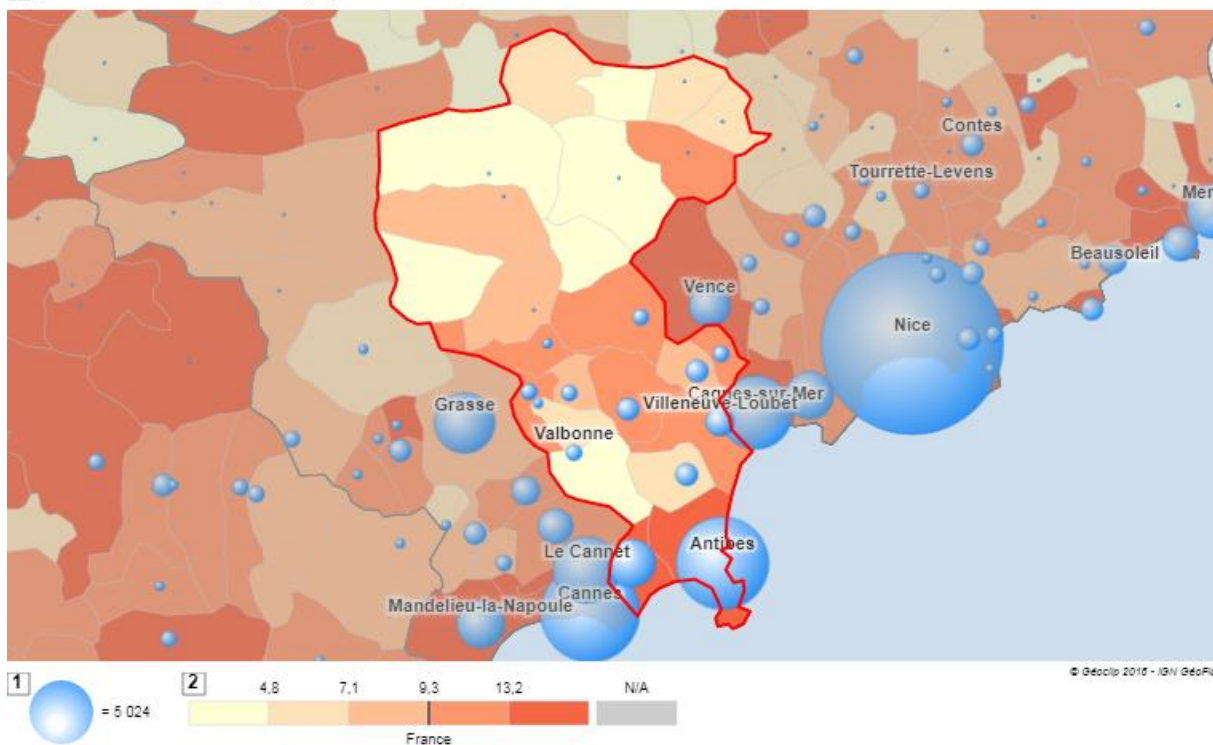 Contes
Tourrette-Levens
Beausoleil
Vence
Nice
Cagnes-sur-Mer
Grasse
Villeneuve-Loubet
Valbonne
Antibes
Le Cannet
Cannes
Mandelieu-la-Napoule
© Géoclip 2016 - IGN GéoFla
1
= 5 024
2
4,8 7,1 9,3 13,2 N/A
France